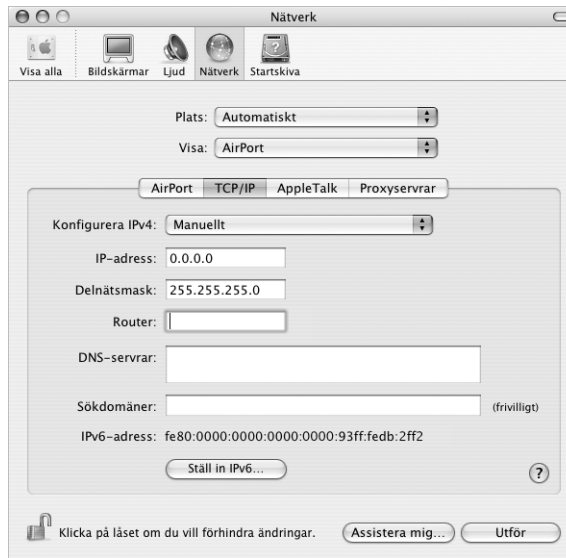 Nätverk
Visa alla Bildskärmar Ljud Nätverk Startskiva
Plats: Automatiskt
Visa: AirPort
AirPort TCP/IP AppleTalk Proxyservrar
Konfigurera IPv4: Manuellt
IP-adress: 0.0.0.0
Delnätsmask: 255.255.255.0
Router:
DNS-servrar:
Sökdomäner: (frivilligt)
IPv6-adress: fe80:0000:0000:0000:0000:93ff:fedb:2ff2
Ställ in IPv6... ?
Klicka på låset om du vill förhindra ändringar. Assistera mig... Utför